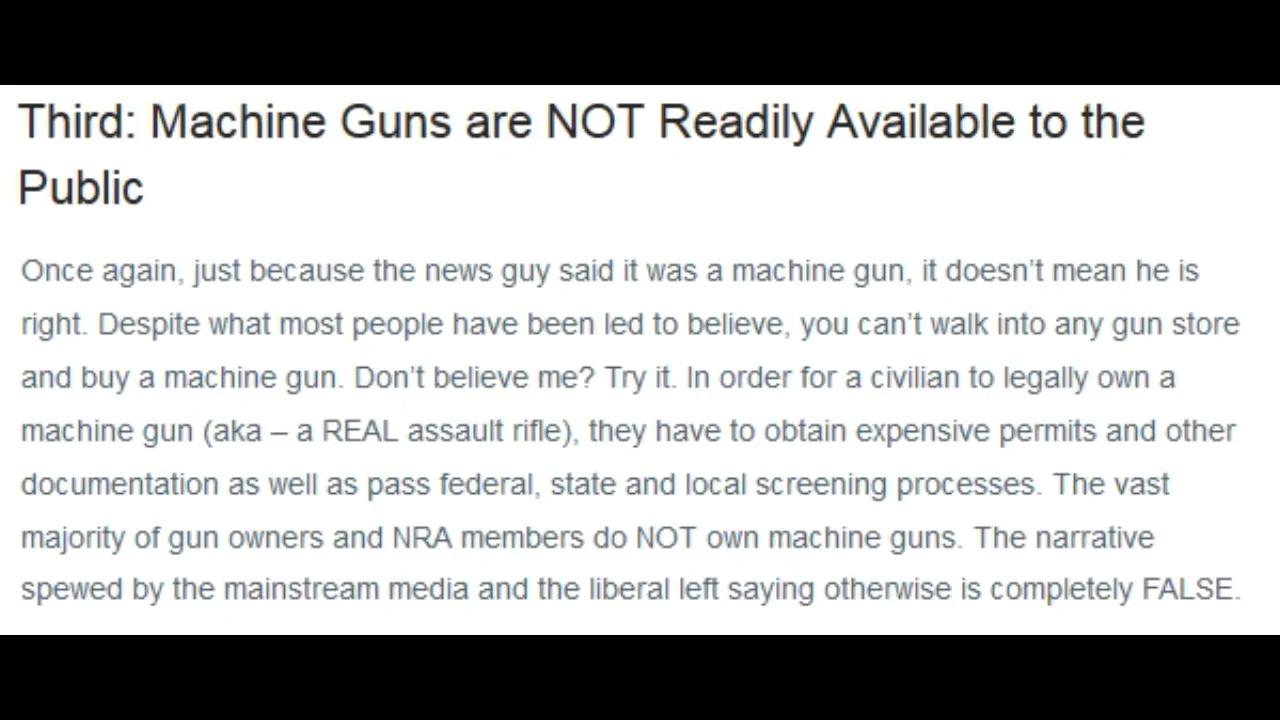 Third: Machine Guns are NOT Readily Available to the
Public
Once again, just because the news guy said it was a machine gun, it doesn’t mean he is
right. Despite what most people have been led to believe, you can’t walk into any gun store
and buy a machine gun. Don’t believe me? Try it. In order for a civilian to legally own a
machine gun (aka – a REAL assault rifle), they have to obtain expensive permits and other
documentation as well as pass federal, state and local screening processes. The vast
majority of gun owners and NRA members do NOT own machine guns. The narrative
spewed by the mainstream media and the liberal left saying otherwise is completely FALSE.